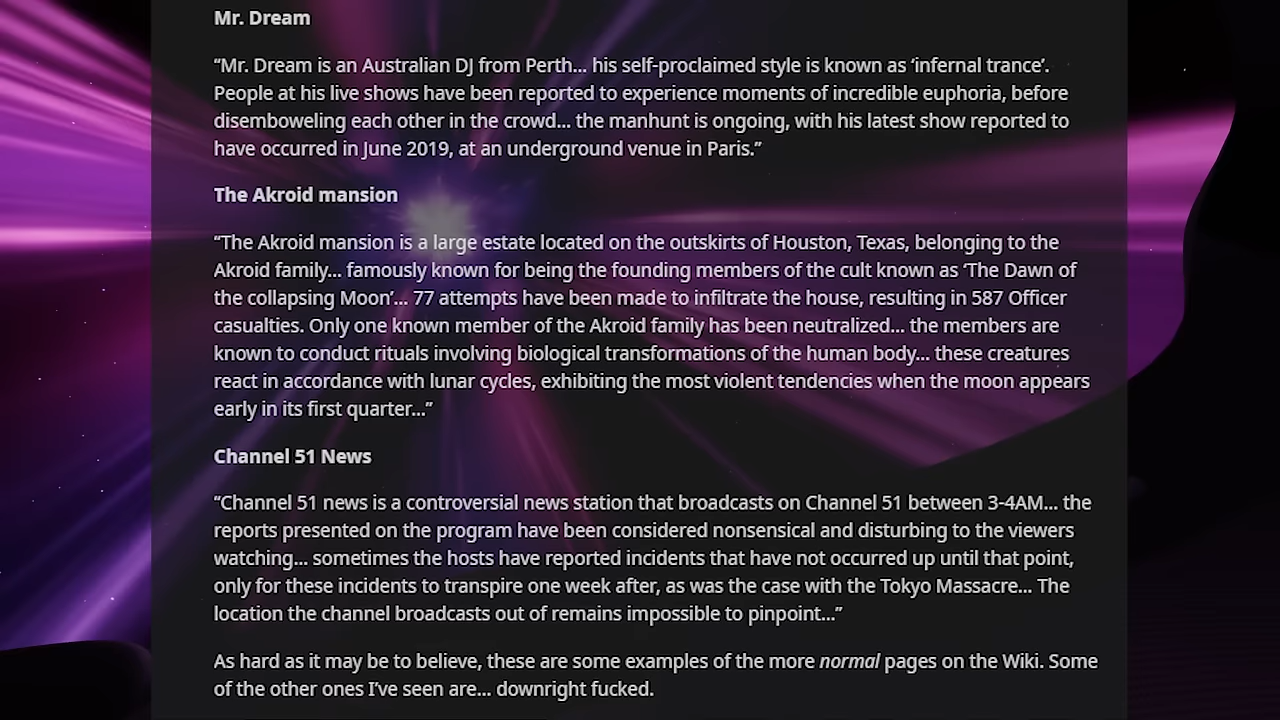 Mr. Dream
“Mr. Dream is an Australian DJ from Perth... his self-proclaimed style is known as ‘infernal trance’.
People at his live shows have been reported to experience moments of incredible euphoria, before
disemboweling each other in the crowd... the manhunt is ongoing, with his latest show reported to
have occurred in June 2019, at an underground venue in Paris.”
The Akroid mansion
“The Akroid mansion is a large estate located on the outskirts of Houston, Texas, belonging to the
Akroid family... famously known for being the founding members of the cult known as ‘The Dawn of
the collapsing Moon’... 77 attempts have been made to infiltrate the house, resulting in 587 Officer
casualties. Only one known member of the Akroid family has been neutralized... the members are
known to conduct rituals involving biological transformations of the human body... these creatures
react in accordance with lunar cycles, exhibiting the most violent tendencies when the moon appears
early in its first quarter...”
Channel 51 News
“Channel 51 news is a controversial news station that broadcasts on Channel 51 between 3-4AM... the
reports presented on the program have been considered nonsensical and disturbing to the viewers
watching... sometimes the hosts have reported incidents that have not occurred up until that point,
only for these incidents to transpire one week after, as was the case with the Tokyo Massacre... The
location the channel broadcasts out of remains impossible to pinpoint...”
As hard as it may be to believe, these are some examples of the more normal pages on the Wiki. Some
of the other ones I’ve seen are... downright fucked.